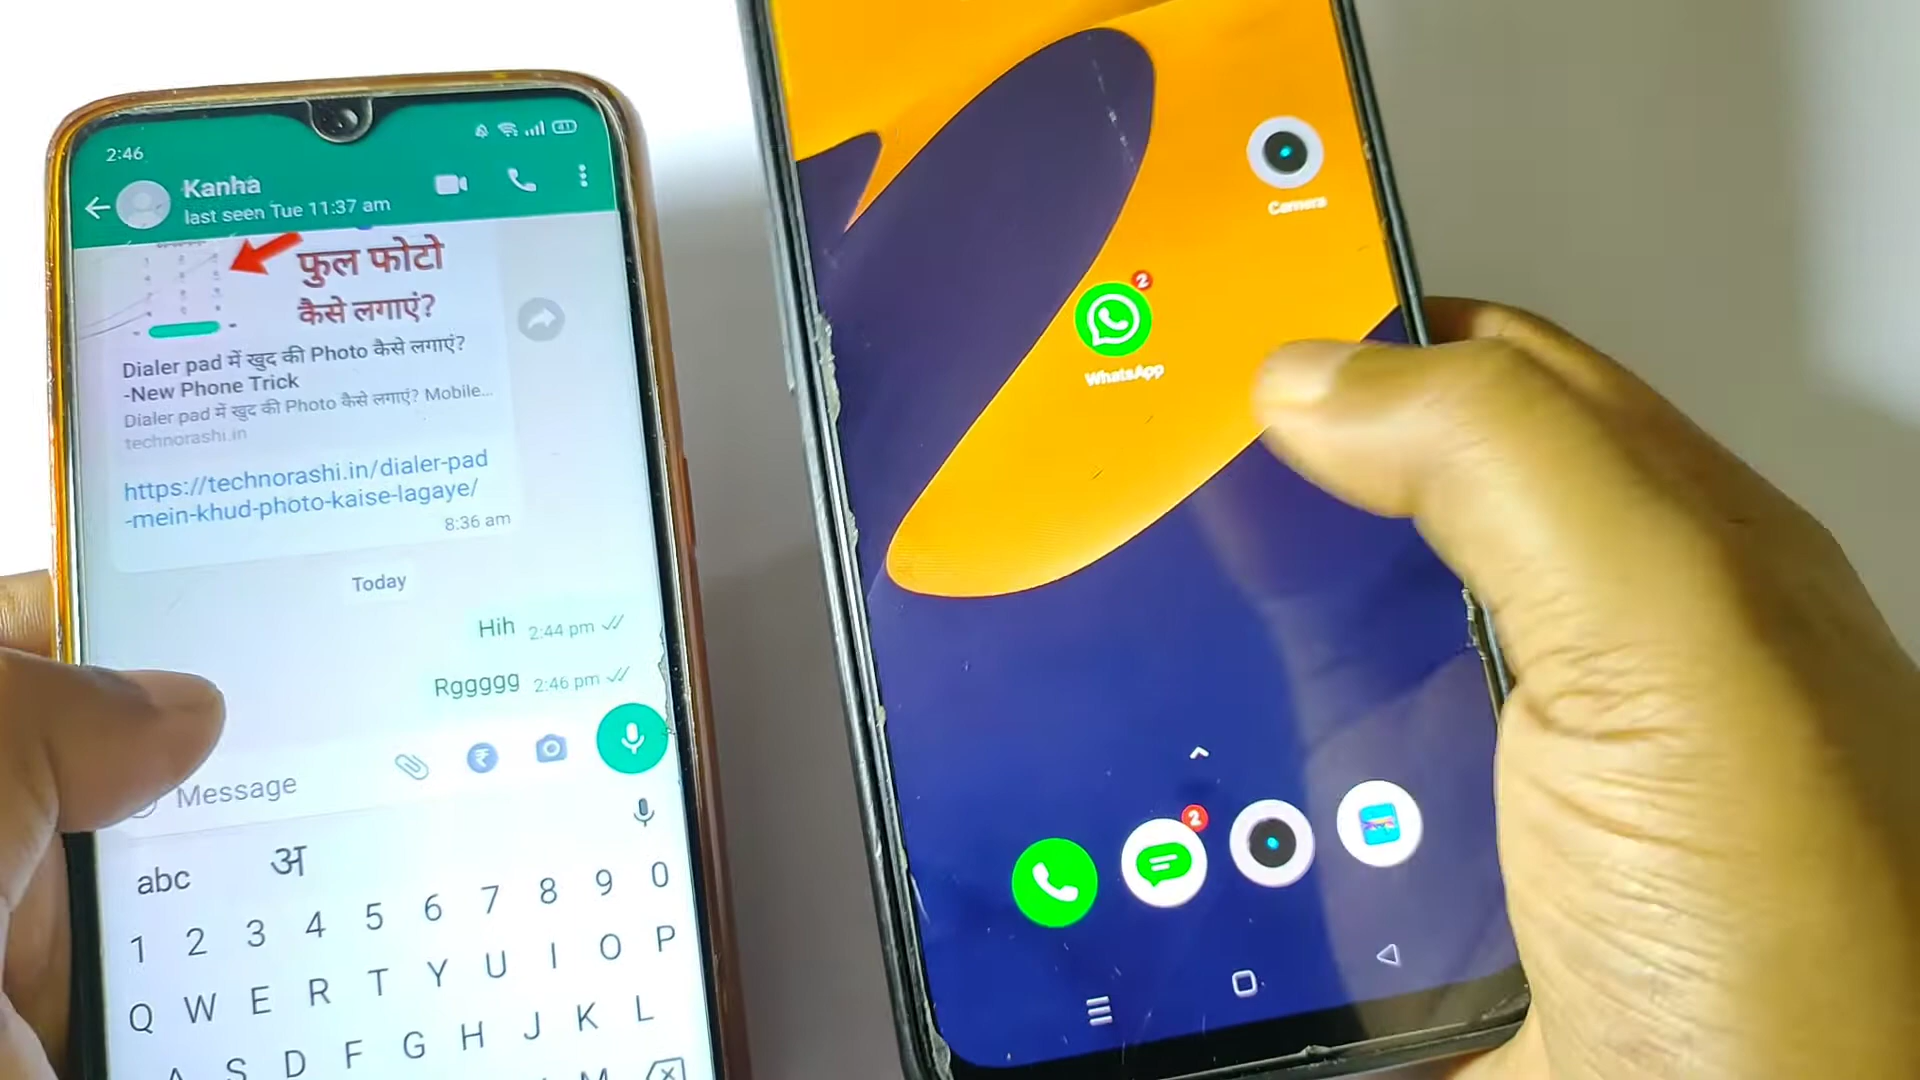 2:46
41
Kanha
last seen Tue 11:37 am
फुल फोटो
कैसे लगाएं?
Dialer pad में खुद की Photo कैसे लगाएं?
-New Phone Trick
Dialer pad में खुद की Photo कैसे लगाएं? Mobile...
technorashi.in
https://technorashi.in/dialer-pad
-mein-khud-photo-kaise-lagaye/
8:36 am
Today
Hih 2:44 pm
Rggggg 2:46 pm
₹
Message
abc अ
1 2 3 4 5 6 7 8 9 0
Q W E R T Y U I O P
A S D F G H J K L
M
Camera
2
WhatsApp
2